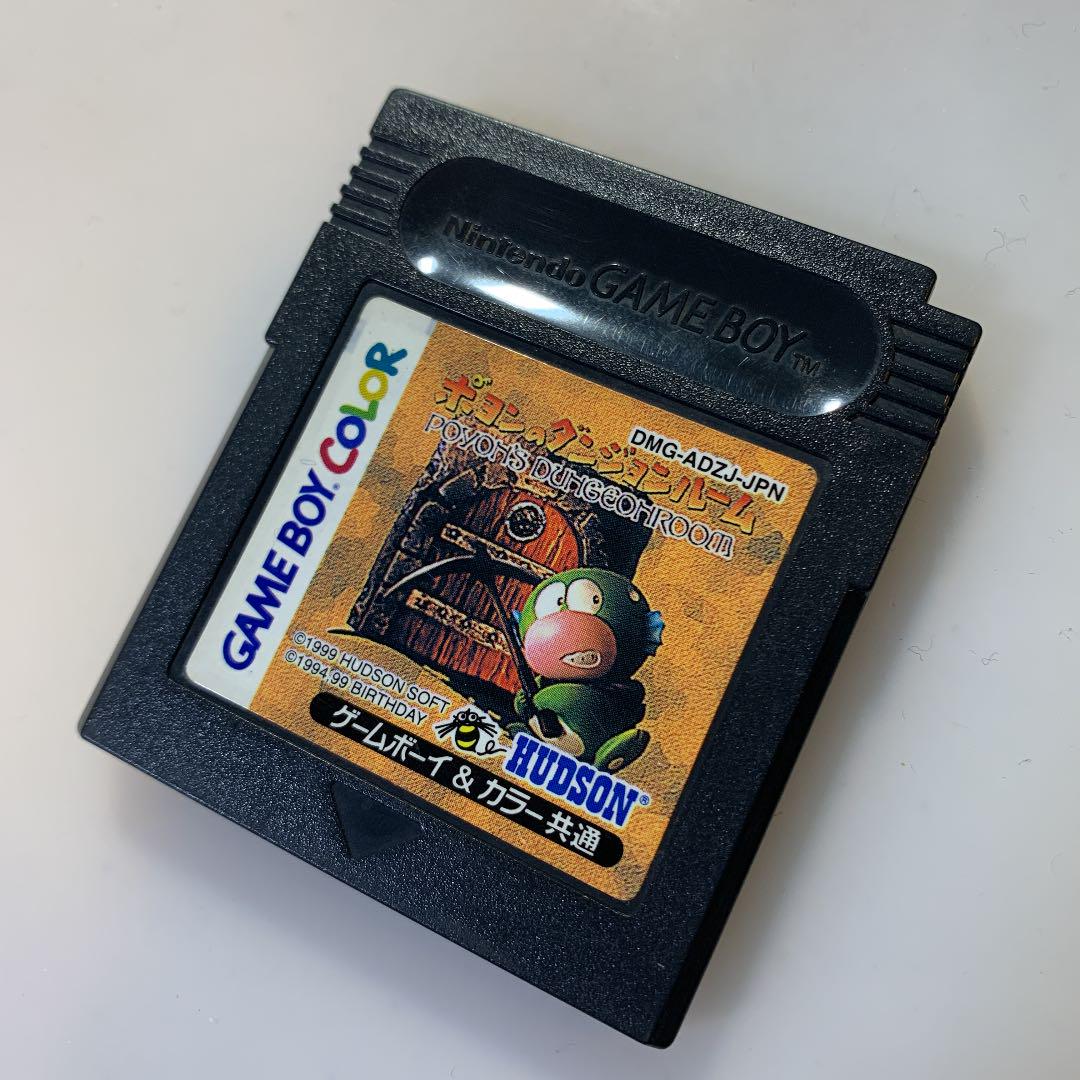 Nintendo GAME BOY™
GAME BOY COLOR
DMG-ADZJ-JPN
ポヨンのダンジョンルーム
POYON'S DUNGEONROOM
©1999 HUDSON SOFT
©1994,99 BIRTHDAY
HUDSON®
ゲームボーイ & カラー共通